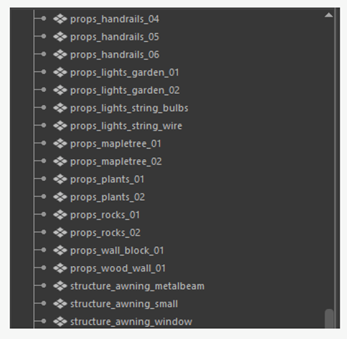 props_handrails_04
props_handrails_05
props_handrails_06
props_lights_garden_01
props_lights_garden_02
props_lights_string_bulbs
props_lights_string_wire
props_mapletree_01
props_mapletree_02
props_plants_01
props_plants_02
props_rocks_01
props_rocks_02
props_wall_block_01
props_wood_wall_01
structure_awning_metalbeam
structure_awning_small
structure_awning_window